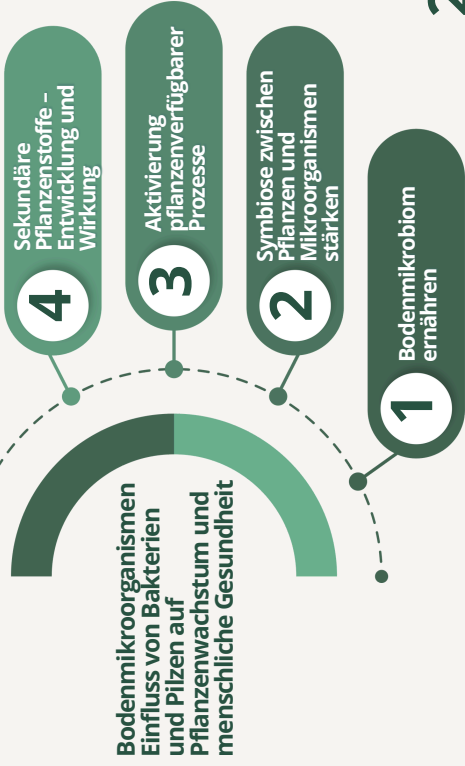 Bodenmikroorganismen
Einfluss von Bakterien
und Pilzen auf
Pflanzenwachstum und
menschliche Gesundheit
4
Sekundäre
Pflanzenstoffe –
Entwicklung und
Wirkung
3
Aktivierung
pflanzenverfügbarer
Prozesse
2
Symbiose zwischen
Pflanzen und
Mikroorganismen
stärken
1
Bodenmikrobiom
ernähren